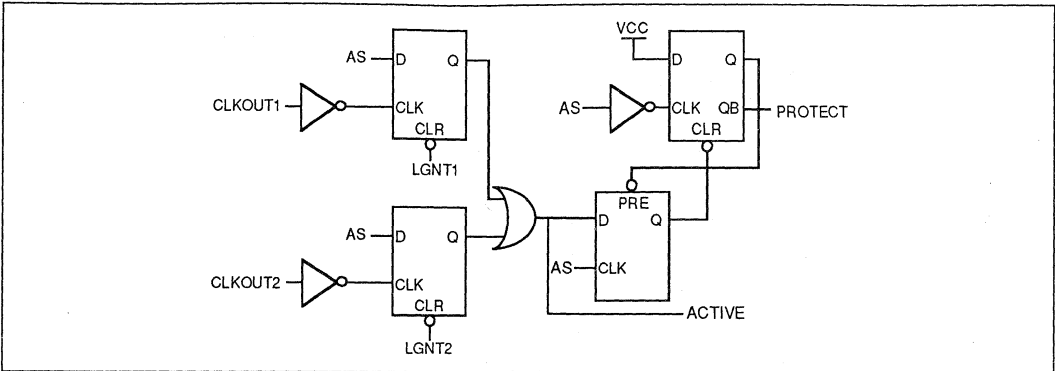 AS
D
Q
CLKOUT1
CLK
CLR
LGNT1
VCC
D
Q
AS
CLK
QB
PROTECT
CLR
PRE
D
Q
AS
CLK
AS
D
Q
CLKOUT2
CLK
CLR
LGNT2
ACTIVE